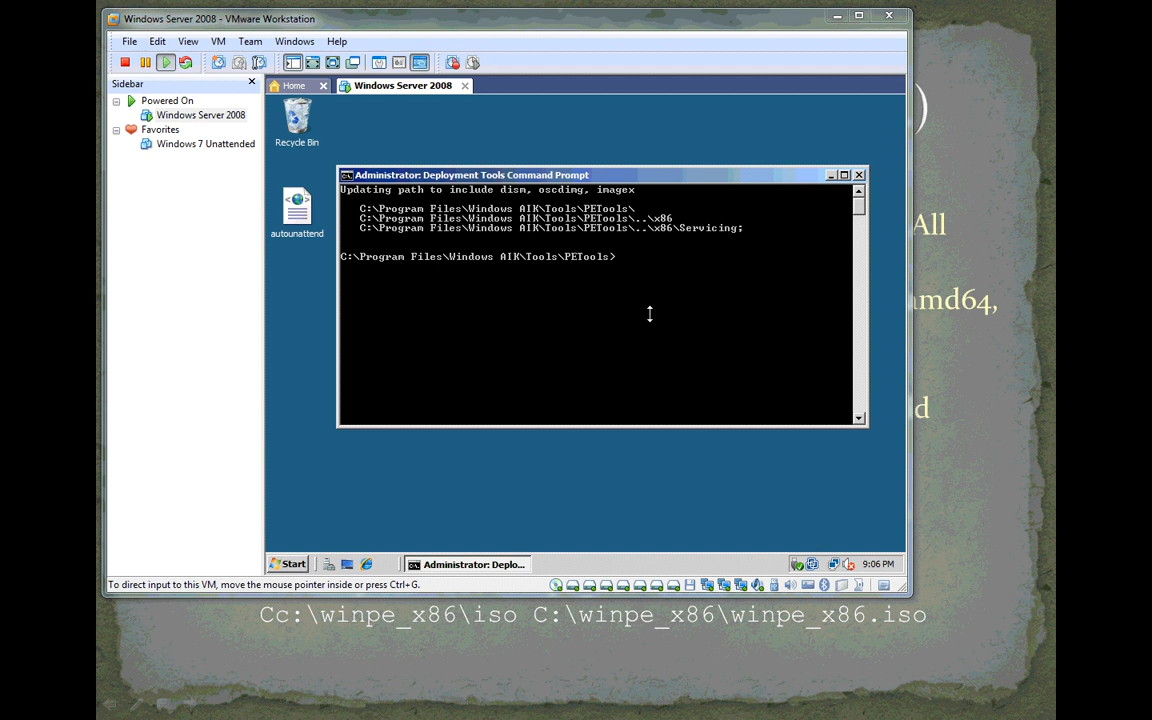 Windows Server 2008 - VMware Workstation
File Edit View VM Team Windows Help
Sidebar
Powered On
Windows Server 2008
Favorites
Windows 7 Unattended
Home
Windows Server 2008
Recycle Bin
autounattend
Administrator: Deployment Tools Command Prompt
Updating path to include dism, oscdimg, imagex
C:\Program Files\Windows AIK\Tools\PETools\
C:\Program Files\Windows AIK\Tools\PETools\..\x86
C:\Program Files\Windows AIK\Tools\PETools\..\x86\Servicing;
C:\Program Files\Windows AIK\Tools\PETools>
)
All
amd64,
d
Start
Administrator: Deplo...
9:06 PM
To direct input to this VM, move the mouse pointer inside or press Ctrl+G.
Cc:\winpe_x86\iso C:\winpe_x86\winpe_x86.iso